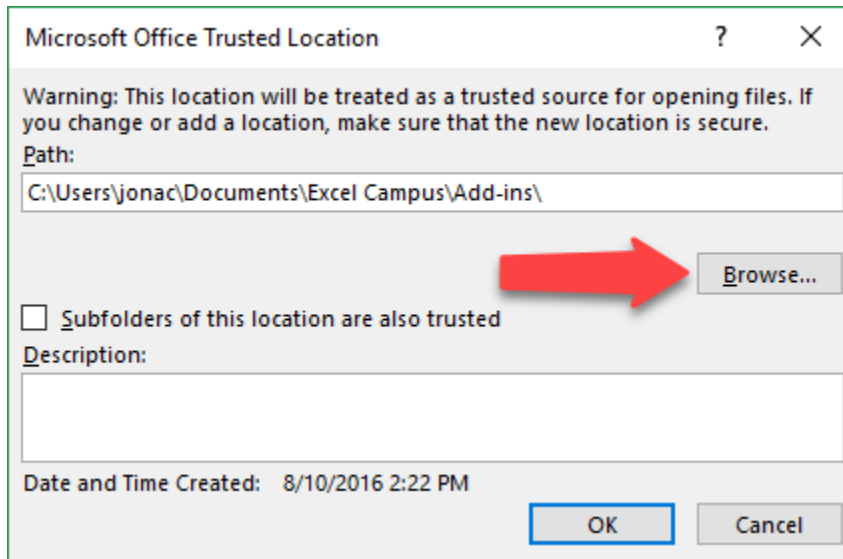 Microsoft Office Trusted Location ?
Warning: This location will be treated as a trusted source for opening files. If
you change or add a location, make sure that the new location is secure.
Path:
C:\Users\jonac\Documents\Excel Campus\Add-ins\
Browse...
Subfolders of this location are also trusted
Description:
Date and Time Created: 8/10/2016 2:22 PM
OK Cancel